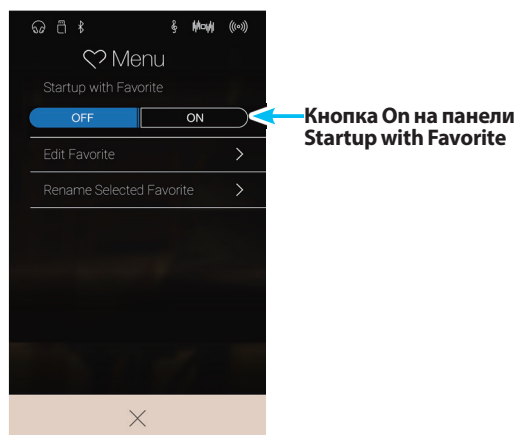 Menu
Startup with Favorite
OFF ON
Edit Favorite
Rename Selected Favorite
Кнопка On на панели
Startup with Favorite